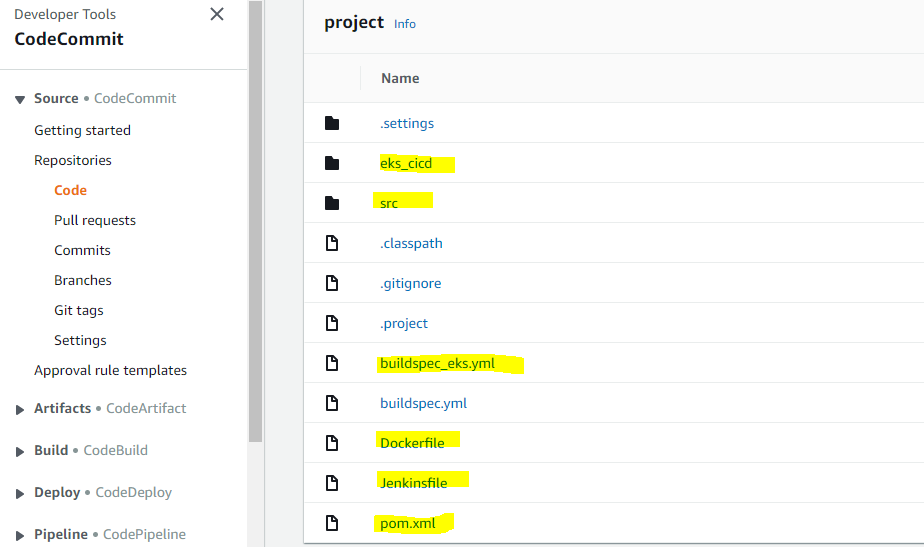 Developer Tools
CodeCommit
Source • CodeCommit
Getting started
Repositories
Code
Pull requests
Commits
Branches
Git tags
Settings
Approval rule templates
Artifacts • CodeArtifact
Build • CodeBuild
Deploy • CodeDeploy
Pipeline • CodePipeline
project Info
Name
.settings
eks_cicd
src
.classpath
.gitignore
.project
buildspec_eks.yml
buildspec.yml
Dockerfile
Jenkinsfile
pom.xml